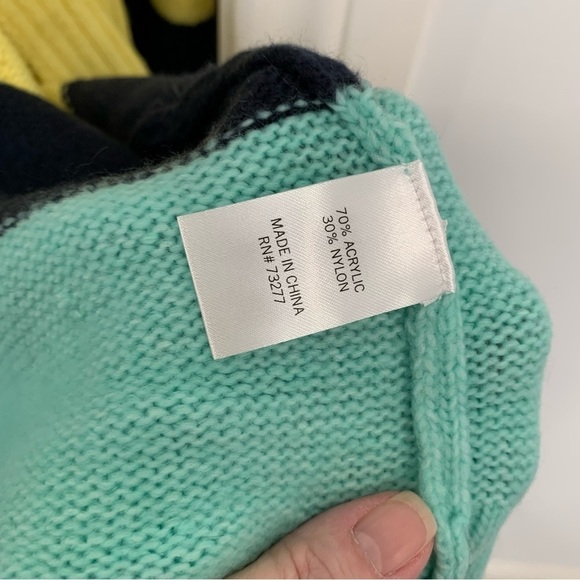 70% ACRYLIC
30% NYLON
MADE IN CHINA
RN# 73277